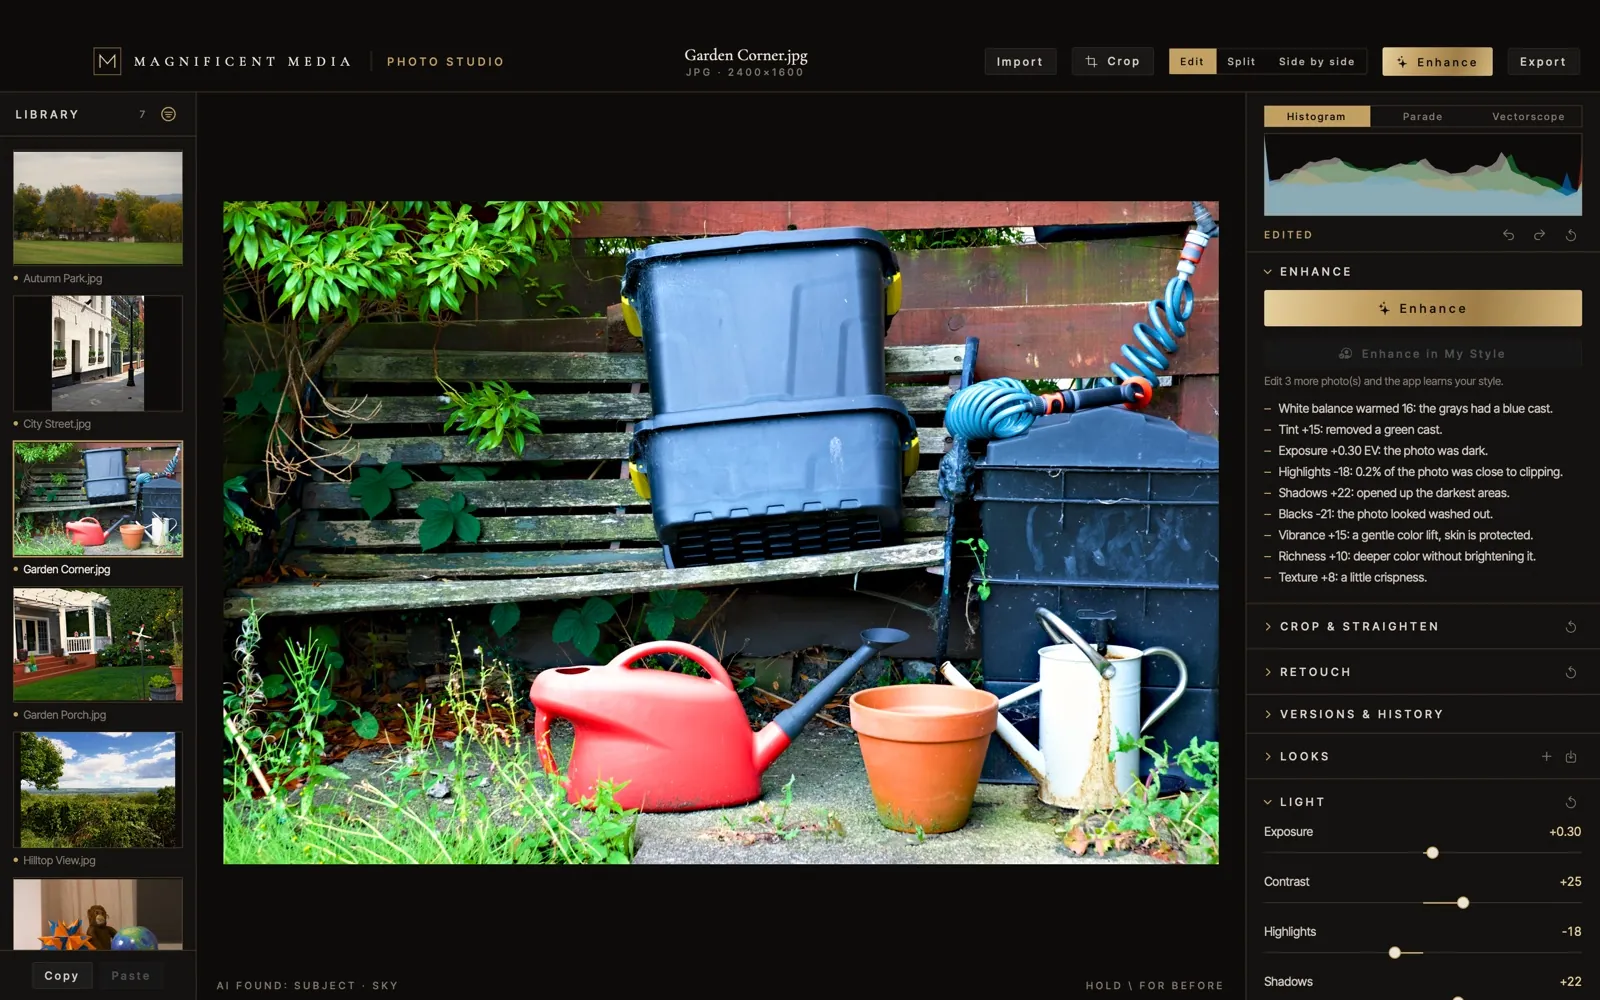 MAGNIFICENT MEDIA
PHOTO STUDIO
Garden Corner.jpg
JPG · 2400×1600
Import
Crop
Edit
Split
Side by side
Enhance
Export
LIBRARY
7
Autumn Park.jpg
City Street.jpg
Garden Corner.jpg
Garden Porch.jpg
Hilltop View.jpg
Copy
Paste
AI FOUND: SUBJECT · SKY
HOLD \ FOR BEFORE
Histogram
Parade
Vectorscope
EDITED
ENHANCE
Enhance
Enhance in My Style
Edit 3 more photo(s) and the app learns your style.
– White balance warmed 16: the grays had a blue cast.
– Tint +15: removed a green cast.
– Exposure +0.30 EV: the photo was dark.
– Highlights -18: 0.2% of the photo was close to clipping.
– Shadows +22: opened up the darkest areas.
– Blacks -21: the photo looked washed out.
– Vibrance +15: a gentle color lift, skin is protected.
– Richness +10: deeper color without brightening it.
– Texture +8: a little crispness.
CROP & STRAIGHTEN
RETOUCH
VERSIONS & HISTORY
LOOKS
LIGHT
Exposure +0.30
Contrast +25
Highlights -18
Shadows +22